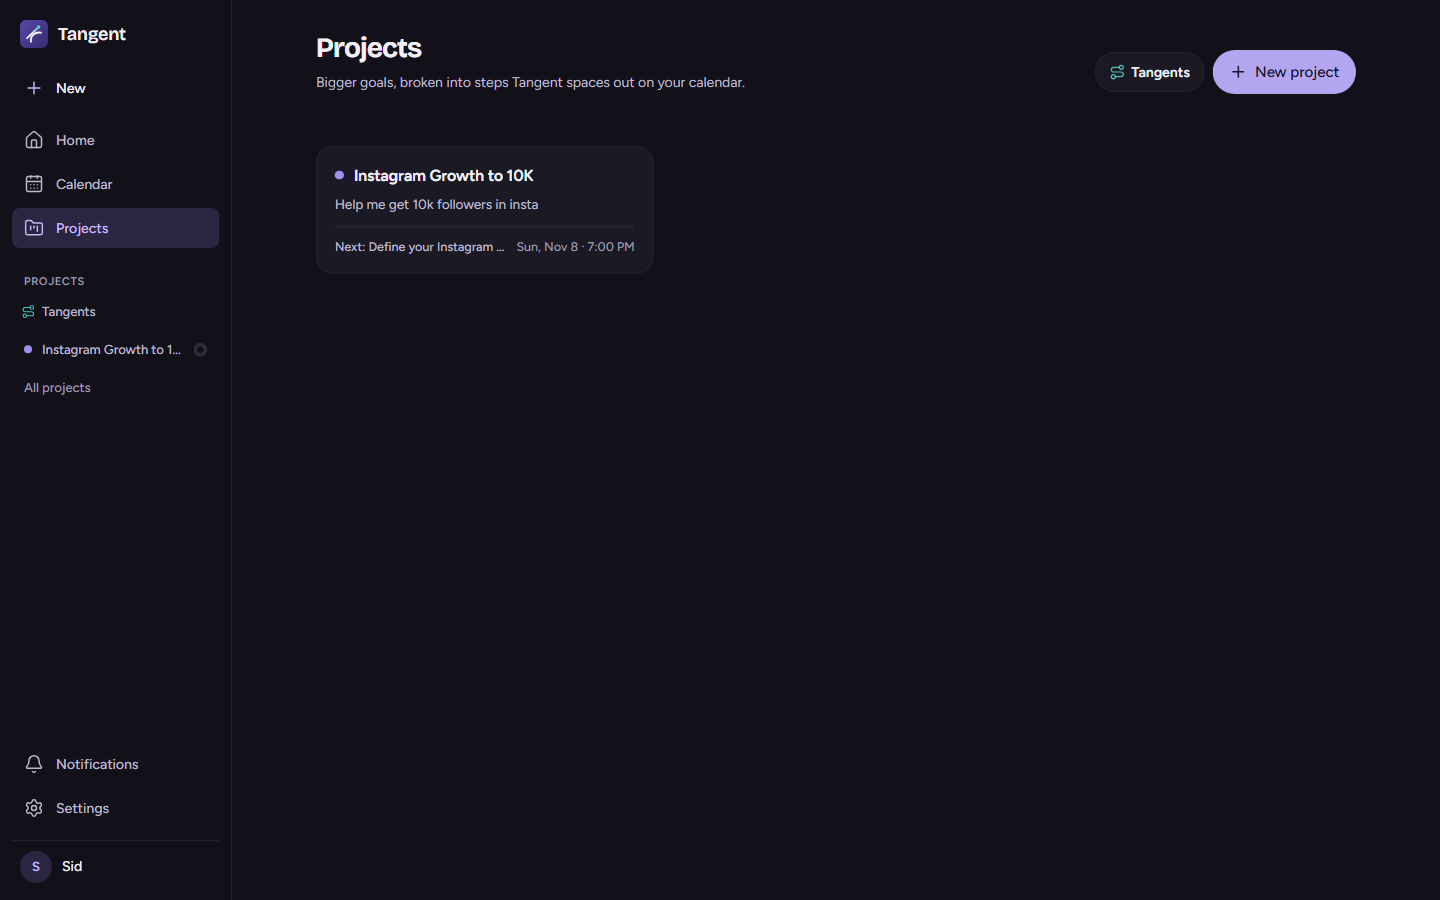 Tangent
New
Home
Calendar
Projects
PROJECTS
Tangents
Instagram Growth to 1...
All projects
Notifications
Settings
S
Sid
Projects
Bigger goals, broken into steps Tangent spaces out on your calendar.
Tangents
New project
Instagram Growth to 10K
Help me get 10k followers in insta
Next: Define your Instagram ... Sun, Nov 8 · 7:00 PM